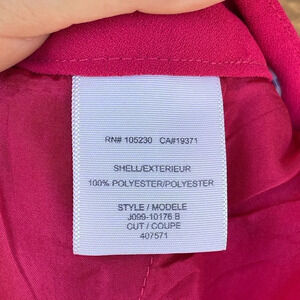 RN# 105230 CA#19371
SHELL/EXTERIEUR
100% POLYESTER/POLYESTER
STYLE / MODELE
J099-10176 B
CUT / COUPE
407571